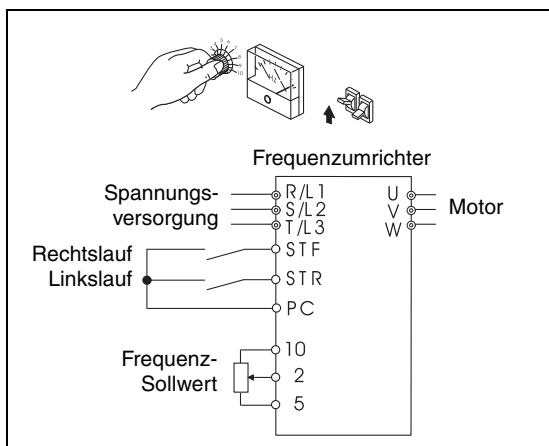 Frequenzumrichter
Spannungs-
versorgung
R/L1
S/L2
T/L3
U
V
W
Motor
Rechtslauf
Linkslauf
STF
STR
PC
Frequenz-
Sollwert
10
2
5